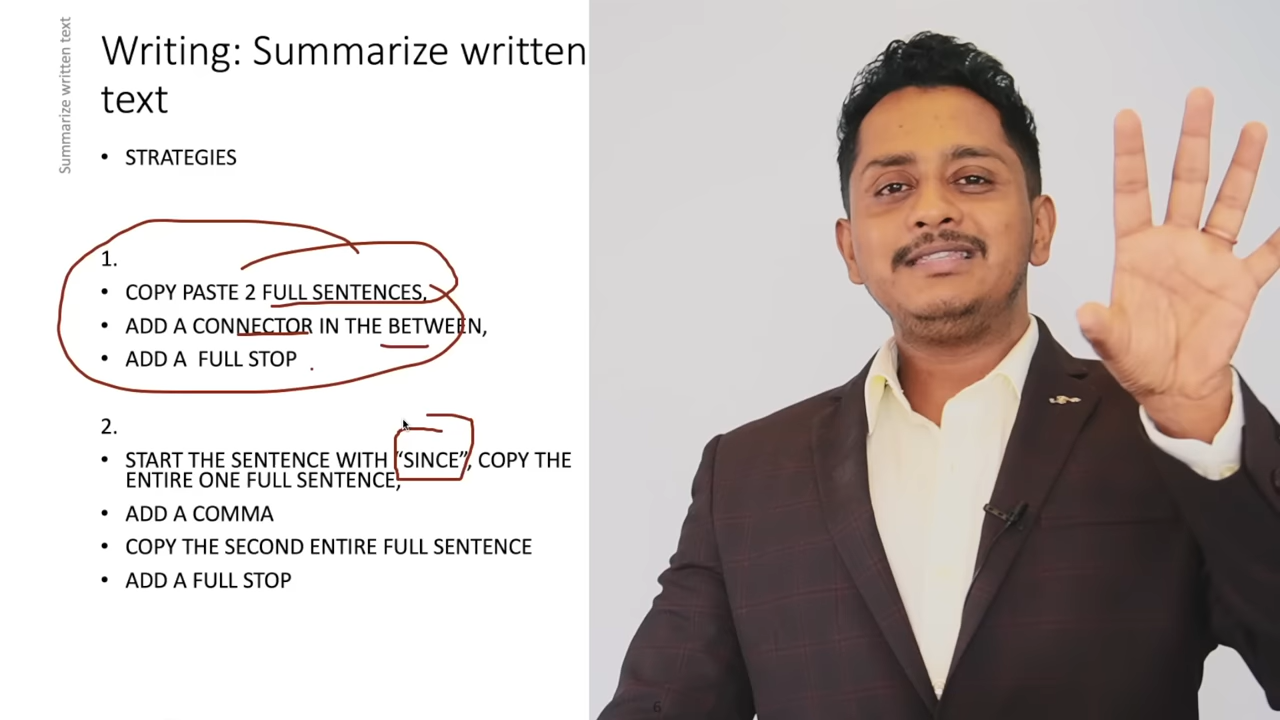 Summarize written text
Writing: Summarize written
text
• STRATEGIES
1.
• COPY PASTE 2 FULL SENTENCES,
• ADD A CONNECTOR IN THE BETWEEN,
• ADD A  FULL STOP
2.
• START THE SENTENCE WITH “SINCE”, COPY THE
ENTIRE ONE FULL SENTENCE,
• ADD A COMMA
• COPY THE SECOND ENTIRE FULL SENTENCE
• ADD A FULL STOP
6